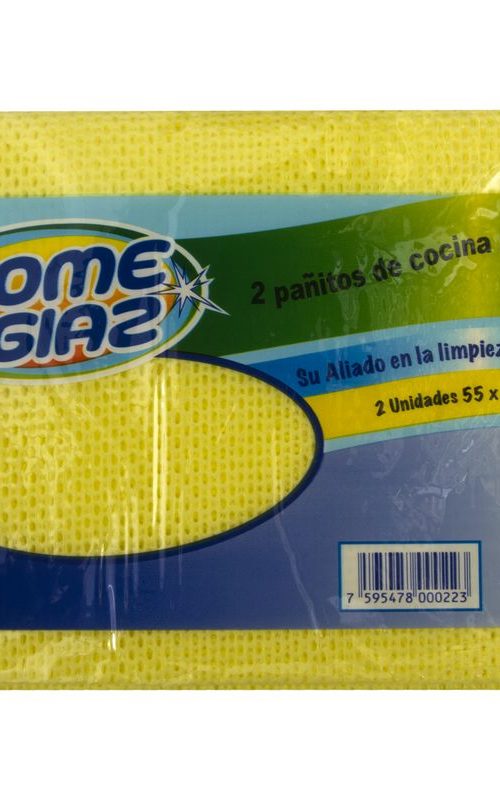 OME
GIAZ
2 pañitos de cocina
Su Aliado en la limpiez
2 Unidades 55 x
7 595478 000223